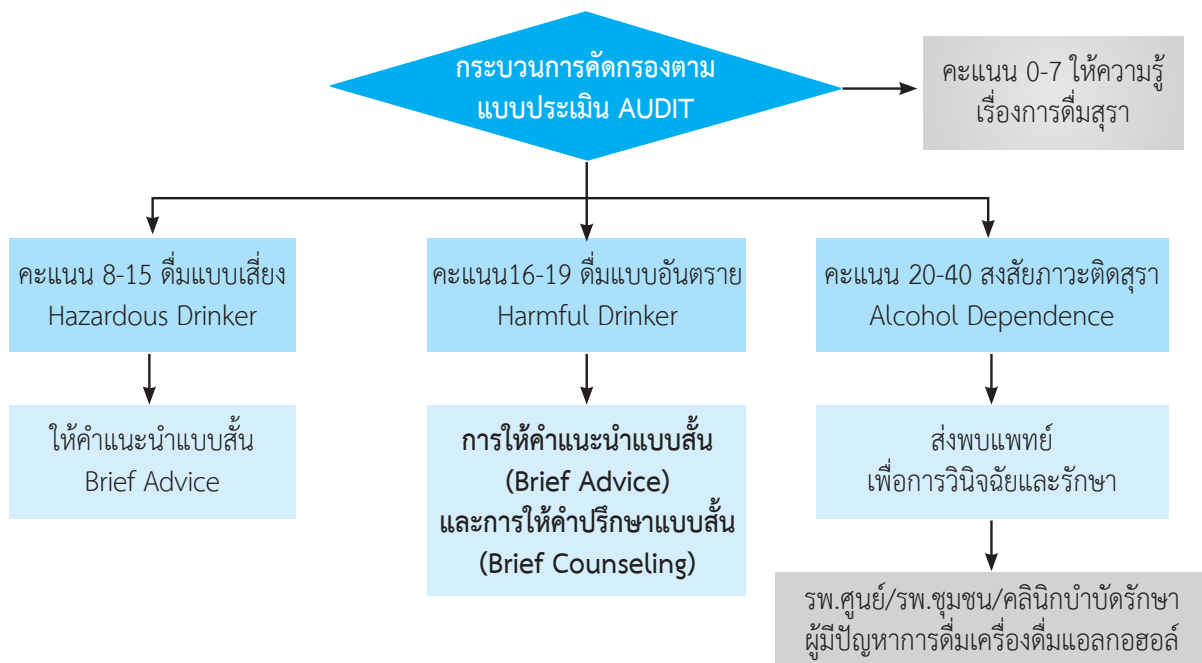 กระบวนการคัดกรองตาม
แบบประเมิน AUDIT
คะแนน 0-7 ให้ความรู้
เรื่องการดื่มสุรา
คะแนน 8-15 ดื่มแบบเสี่ยง
Hazardous Drinker
คะแนน16-19 ดื่มแบบอันตราย
Harmful Drinker
คะแนน 20-40 สงสัยภาวะติดสุรา
Alcohol Dependence
ให้คำแนะนำแบบสั้น
Brief Advice
การให้คำแนะนำแบบสั้น
(Brief Advice)
และการให้คำปรึกษาแบบสั้น
(Brief Counseling)
ส่งพบแพทย์
เพื่อการวินิจฉัยและรักษา
รพ.ศูนย์/รพ.ชุมชน/คลินิกบำบัดรักษา
ผู้มีปัญหาการดื่มเครื่องดื่มแอลกอฮอล์